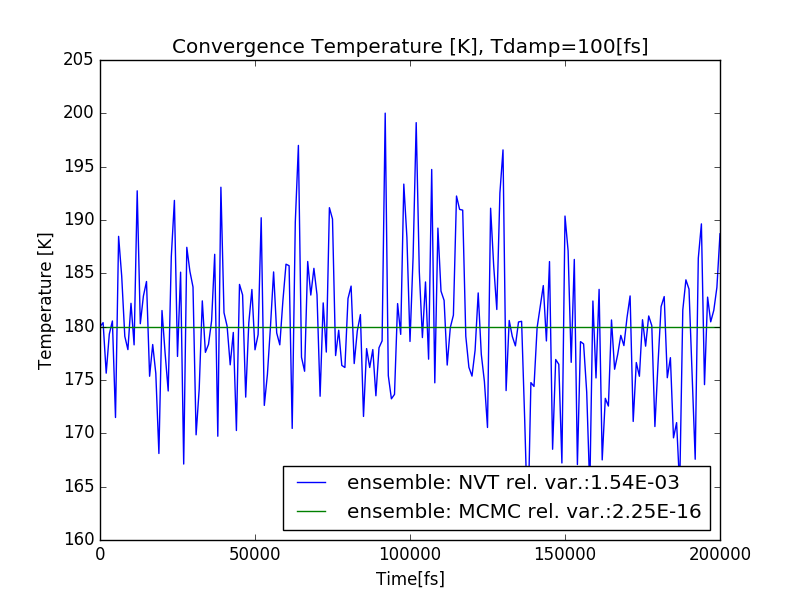 Convergence Temperature [K], Tdamp=100[fs]
205
200
195
190
185
180
175
170
165
160
Temperature [K]
ensemble: NVT rel. var.:1.54E-03
ensemble: MCMC rel. var.:2.25E-16
0 50000 100000 150000 200000
Time[fs]